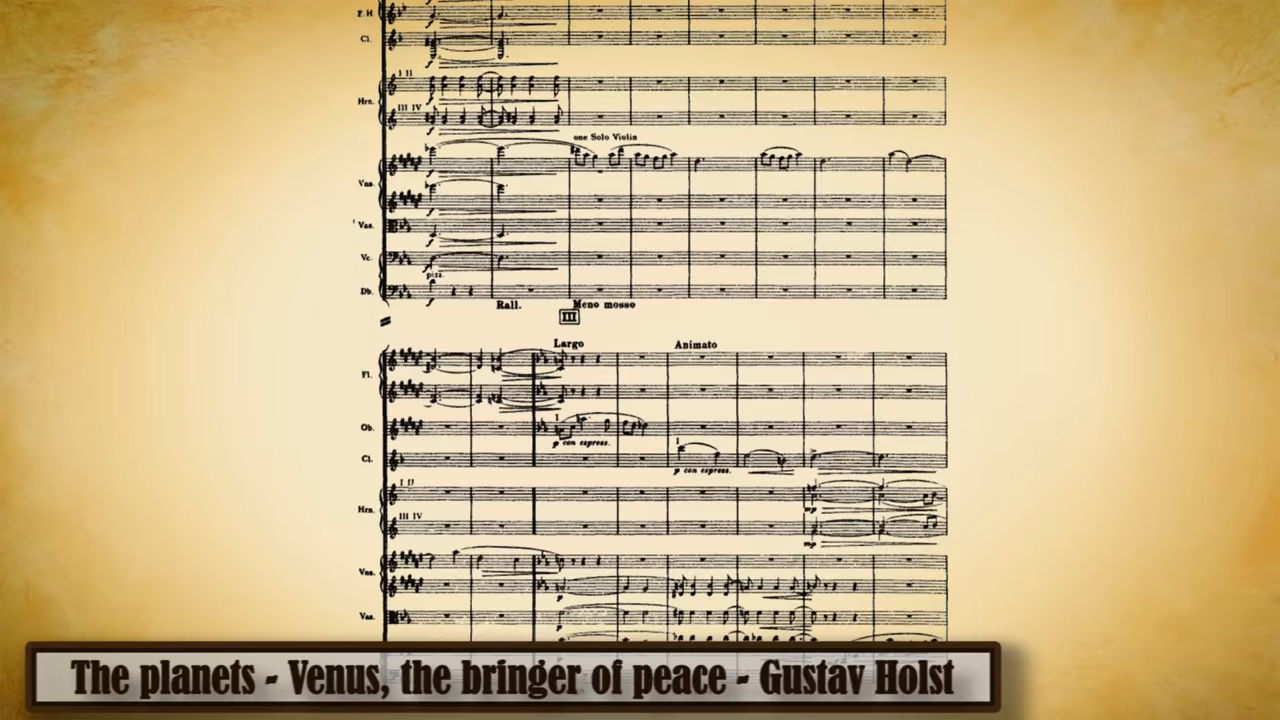 E.H
Cl.
I II
Hrn.
III IV
f
one Solo Violin
Vns.
Vas.
Vc.
pizz.
Db.
Rall. Meno mosso
III
Largo Animato
Fl.
Ob.
p con espress.
Cl.
I
p con espress.
I II
Hrn.
mp
III IV
mp
Vns.
p
Vas.
The planets - Venus, the bringer of peace - Gustav Holst